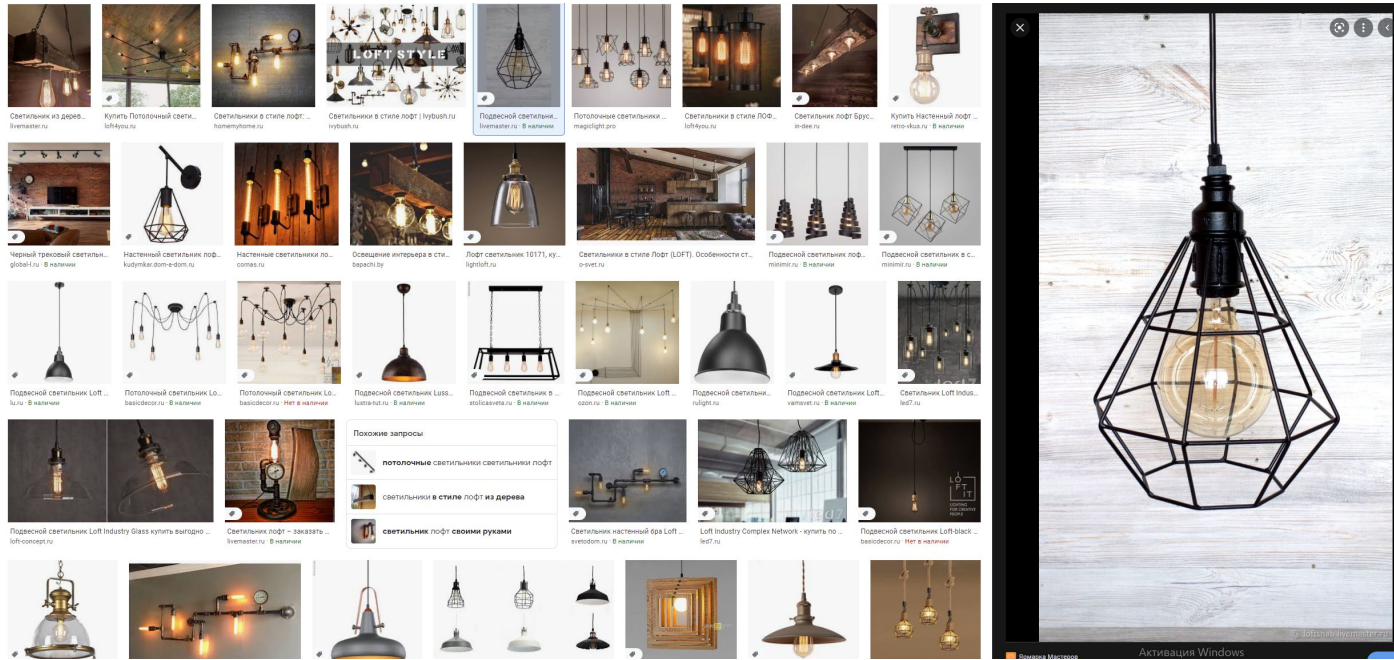 LOFT STYLE
Светильник из дерев...
livemaster.ru
Купить Потолочный свети...
loft4you.ru
Светильники в стиле лофт: ...
homemyhome.ru
Светильники в стиле лофт | Ivybush.ru
ivybush.ru
Подвесной светильни...
livemaster.ru · В наличии
Потолочные светильники ...
magiclight.pro
Светильники в стиле ЛОФ...
loft4you.ru
Светильник лофт Брус...
in-dee.ru
Купить Настенный лофт ...
retro-vkus.ru · В наличии
Черный трековый светильн...
global-l.ru · В наличии
Настенный светильник лоф...
kudymkar.dom-e-dom.ru
Настенные светильники ло...
comas.ru
Освещение интерьера в сти...
bapachi.by
Лофт светильник 10171, ку...
lightloft.ru
Светильники в стиле Лофт (LOFT). Особенности ст...
o-svet.ru
Подвесной светильник лоф...
minimir.ru · В наличии
Подвесной светильник в с...
minimir.ru · В наличии
Подвесной светильник Loft ...
lu.ru · В наличии
Потолочный светильник Lo...
basicdecor.ru · В наличии
Потолочный светильник Lo...
basicdecor.ru · Нет в наличии
Подвесной светильник Luss...
lustra-tut.ru · В наличии
Подвесной светильник в ...
stolicasveta.ru · В наличии
Подвесной светильник Loft ...
ozon.ru · В наличии
Подвесной светильни...
rulight.ru
Подвесной светильник Loft...
vamsvet.ru · В наличии
led7
Светильник Loft Indus...
led7.ru
Подвесной светильник Loft Industry Glass купить выгодно ...
loft-concept.ru
Светильник лофт – заказать ...
livemaster.ru · В наличии
Похожие запросы
потолочные светильники светильники лофт
светильники в стиле лофт из дерева
светильник лофт своими руками
Светильник настенный бра Loft ...
svetodom.ru · В наличии
led7
Loft Industry Complex Network - купить по ...
led7.ru
LOFT IT
LIGHTING
FOR CREATIVE
PEOPLE
Подвесной светильник Loft-black ...
basicdecor.ru · Нет в наличии
© loftsnab.livemaster.ru
Ярмарка Мастеров
Активация Windows